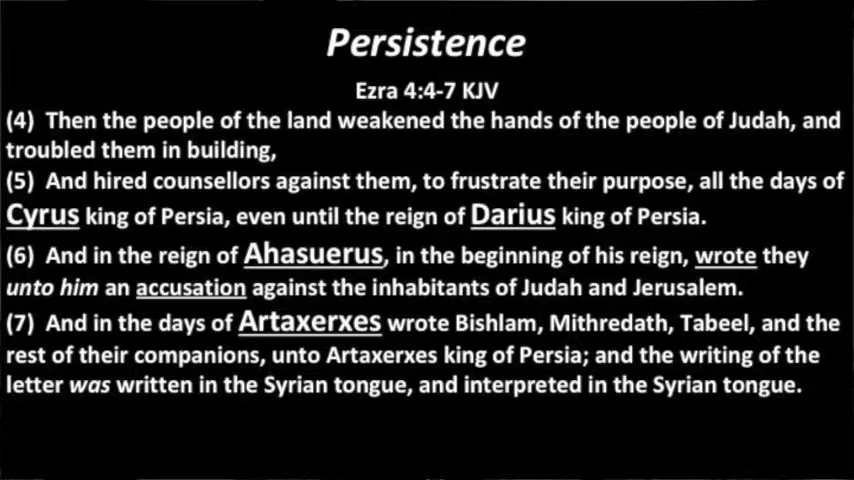 Persistence
Ezra 4:4-7 KJV
(4) Then the people of the land weakened the hands of the people of Judah, and
troubled them in building,
(5) And hired counsellors against them, to frustrate their purpose, all the days of
Cyrus king of Persia, even until the reign of Darius king of Persia.
(6) And in the reign of Ahasuerus, in the beginning of his reign, wrote they
unto him an accusation against the inhabitants of Judah and Jerusalem.
(7) And in the days of Artaxerxes wrote Bishlam, Mithredath, Tabeel, and the
rest of their companions, unto Artaxerxes king of Persia; and the writing of the
letter was written in the Syrian tongue, and interpreted in the Syrian tongue.